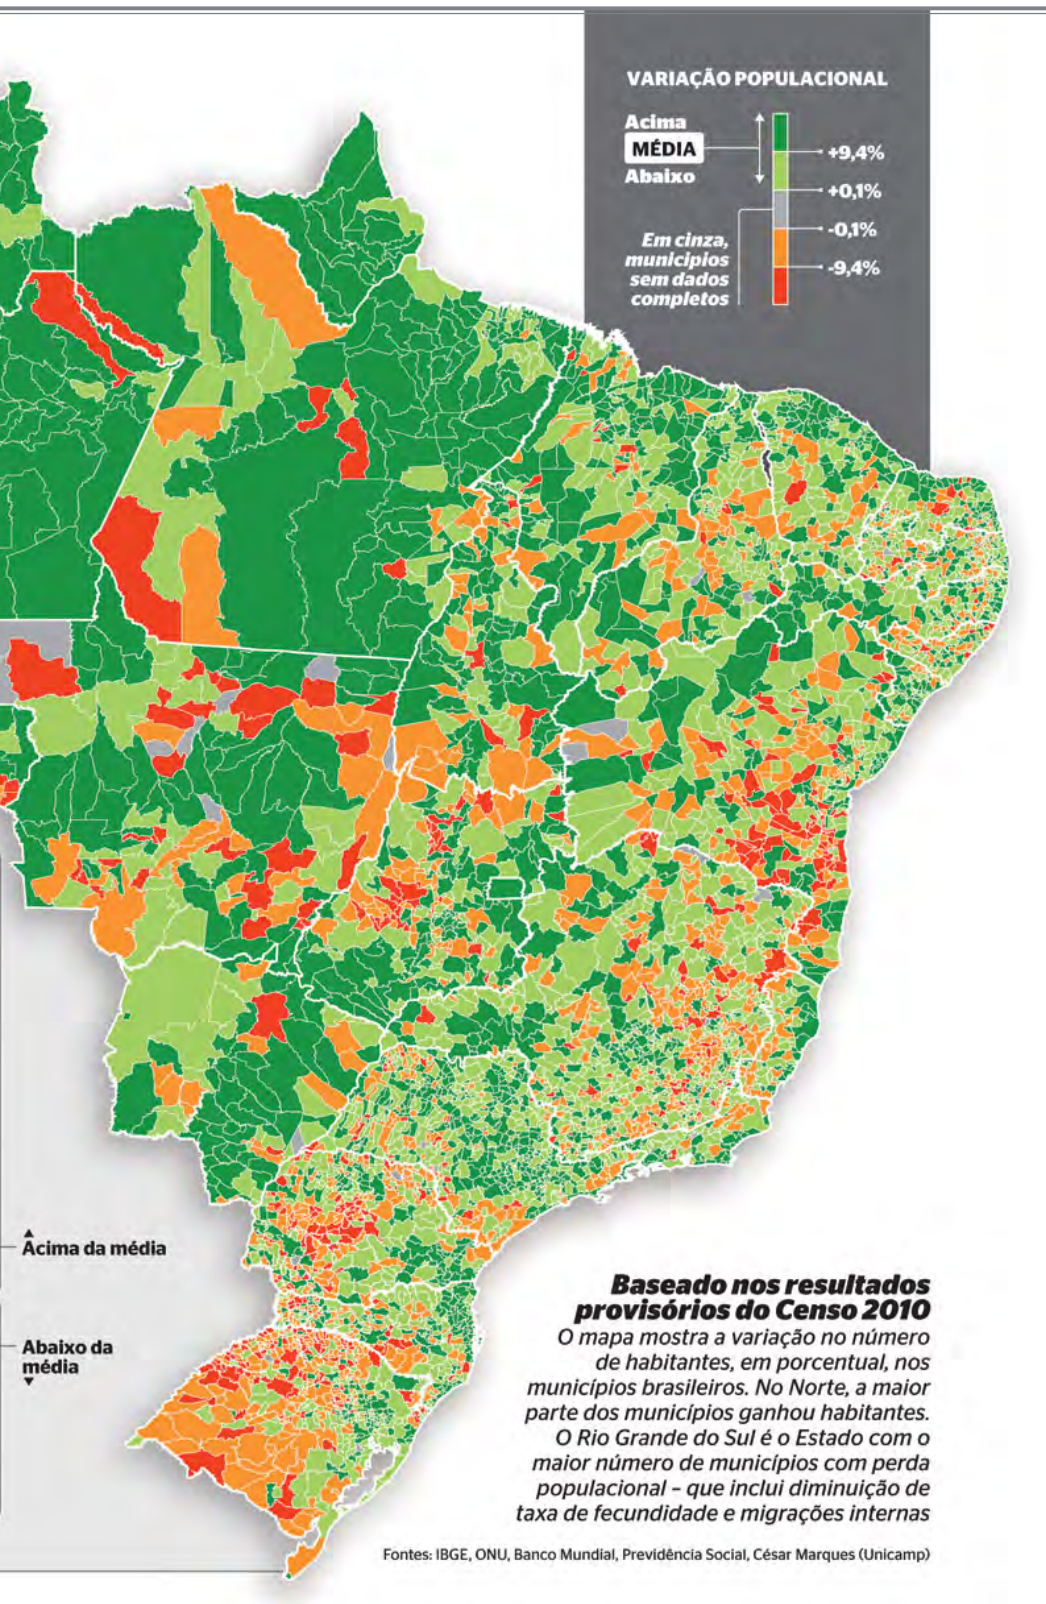 VARIAÇÃO POPULACIONAL
Acima
MÉDIA
Abaixo
+9,4%
+0,1%
-0,1%
-9,4%
Em cinza,
municipios
sem dados
completos
Acima da média
Abaixo da
média
Baseado nos resultados
provisórios do Censo 2010
O mapa mostra a variação no número
de habitantes, em porcentual, nos
municípios brasileiros. No Norte, a maior
parte dos municípios ganhou habitantes.
O Rio Grande do Sul é o Estado com o
maior número de municípios com perda
populacional – que inclui diminuição de
taxa de fecundidade e migrações internas
Fontes: IBGE, ONU, Banco Mundial, Previdência Social, César Marques (Unicamp)